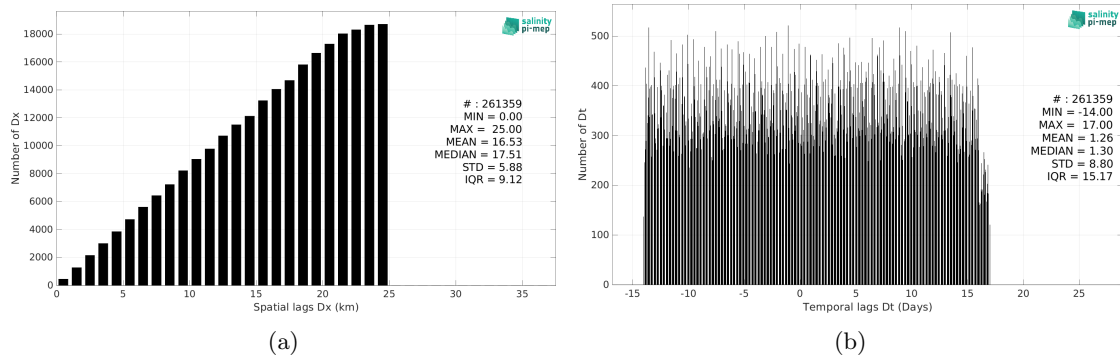 18000
16000
14000
12000
10000
8000
6000
4000
2000
0
Number of Dx
0 5 10 15 20 25 30 35
Spatial lags Dx (km)
salinity
pi-mep
# : 261359
MIN = 0.00
MAX = 25.00
MEAN = 16.53
MEDIAN = 17.51
STD = 5.88
IQR = 9.12
(a)
500
400
300
200
100
0
Number of Dt
-15 -10 -5 0 5 10 15 20 25
Temporal lags Dt (Days)
salinity
pi-mep
# : 261359
MIN = -14.00
MAX = 17.00
MEAN = 1.26
MEDIAN = 1.30
STD = 8.80
IQR = 15.17
(b)